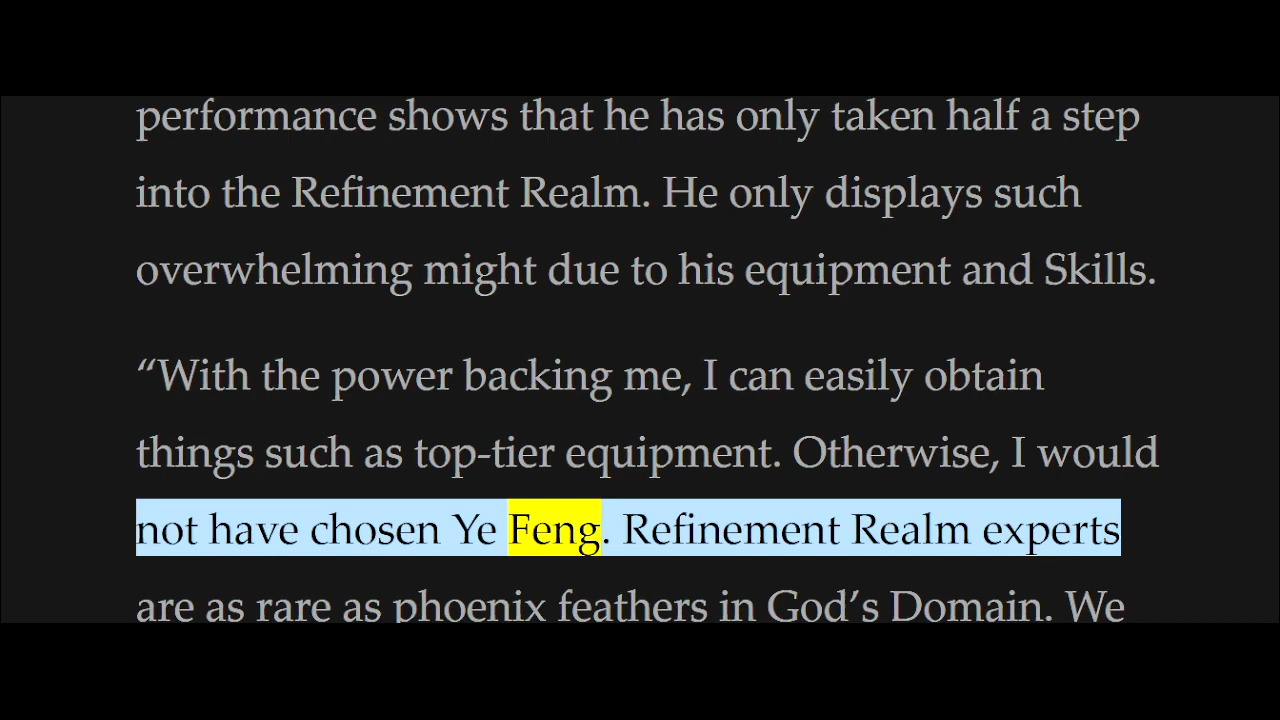 performance shows that he has only taken half a step
into the Refinement Realm. He only displays such
overwhelming might due to his equipment and Skills.
“With the power backing me, I can easily obtain
things such as top-tier equipment. Otherwise, I would
not have chosen Ye Feng. Refinement Realm experts
are as rare as phoenix feathers in God’s Domain. We